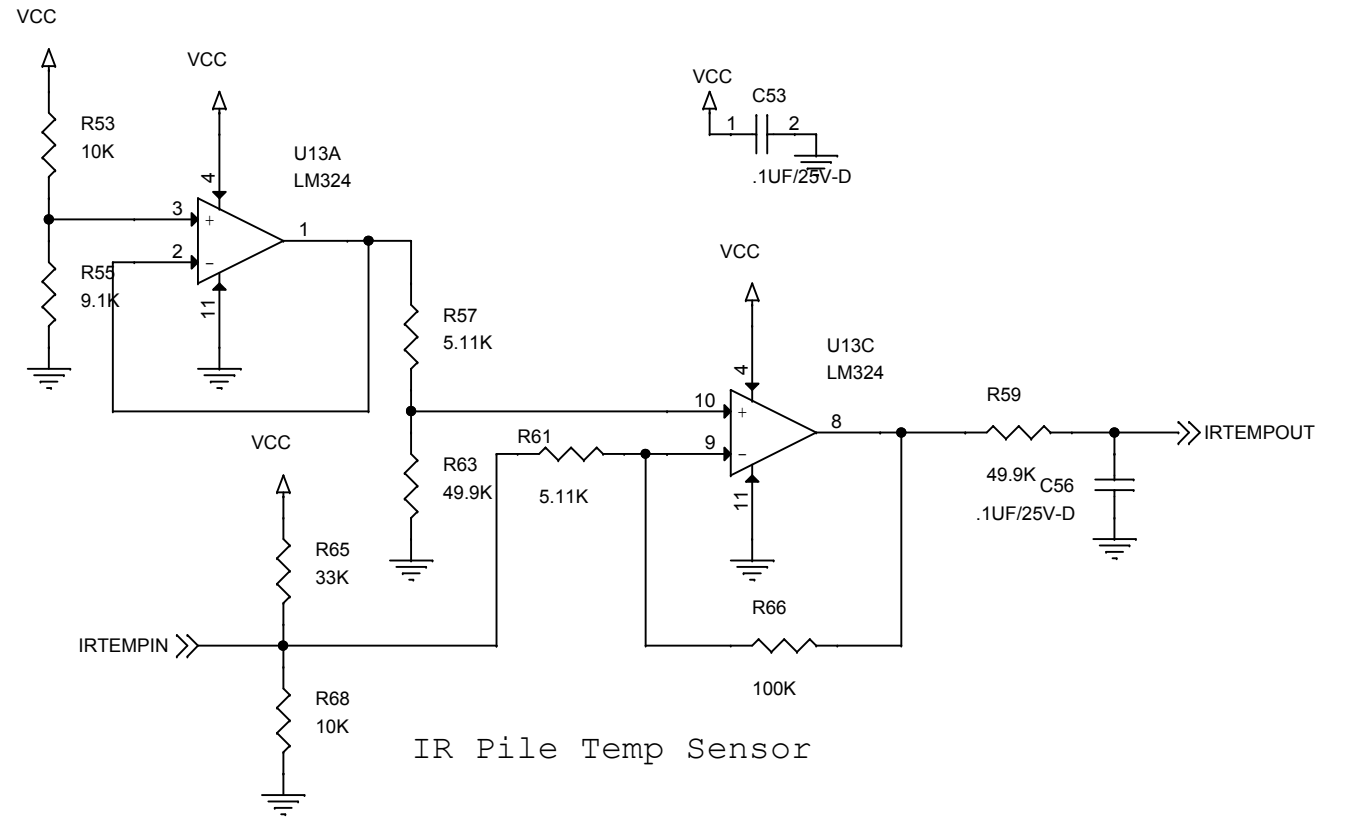 VCC
VCC
VCC
C53
1
2
.1UF/25V-D
R53
10K
U13A
LM324
4
3
+
1
2
−
R55
9.1K
11
VCC
R57
5.11K
U13C
LM324
4
10
+
8
R59
9
−
R61
IRTEMPOUT
VCC
R63
49.9K
5.11K
11
49.9K
C56
.1UF/25V-D
R65
33K
R66
IRTEMPIN
100K
R68
10K
IR Pile Temp Sensor